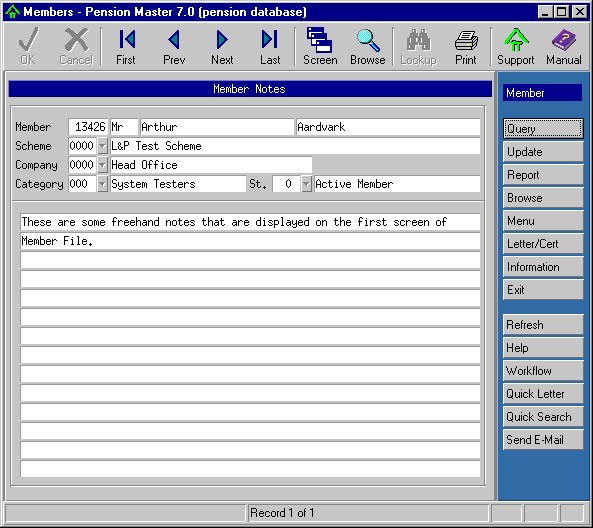 Members - Pension Master 7.0 (pension database)
OK Cancel First Prev Next Last Screen Browse Lookup Print Support Manual
Member Notes
Member 13426 Mr Arthur Aardvark
Scheme 0000 L&P Test Scheme
Company 0000 Head Office
Category 000 System Testers St. 0 Active Member
These are some freehand notes that are displayed on the first screen of
Member File.
Member
Query
Update
Report
Browse
Menu
Letter/Cert
Information
Exit
Refresh
Help
Workflow
Quick Letter
Quick Search
Send E-Mail
Record 1 of 1